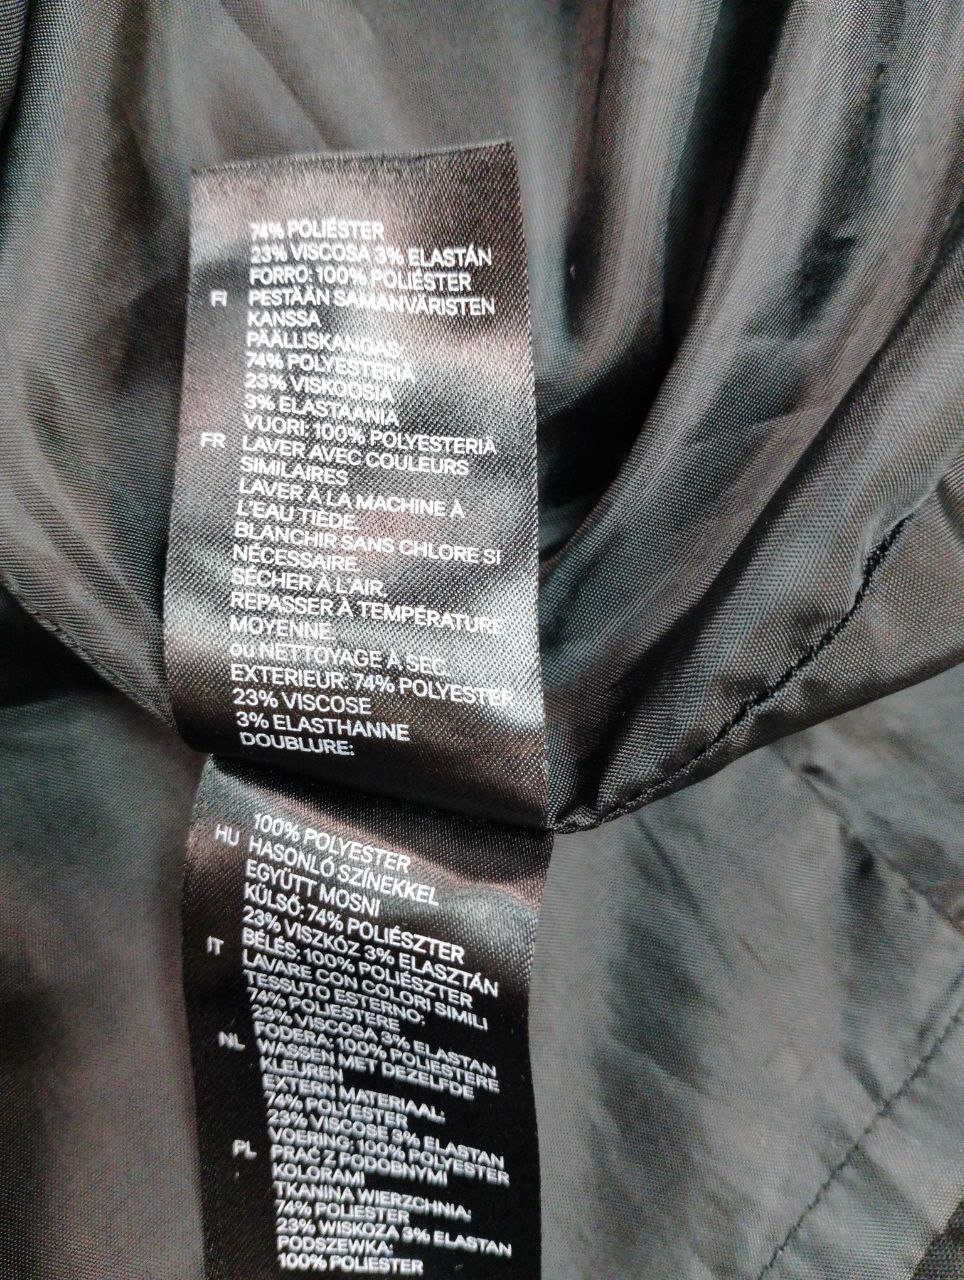 74% POLIÉSTER
23% VISCOSA 3% ELASTÁN
FORRO: 100% POLIÉSTER
FI PESTÄÄN SAMANVÄRISTEN
KANSSA
PÄÄLLISKANGAS:
74% POLYESTERIA
23% VISKOOSIA
3% ELASTAANIA
VUORI: 100% POLYESTERIA
FR LAVER AVEC COULEURS
SIMILAIRES
LAVER À LA MACHINE À
L'EAU TIÈDE.
BLANCHIR SANS CHLORE SI
NÉCESSAIRE.
SÉCHER À L'AIR.
REPASSER À TEMPÉRATURE
MOYENNE
ou NETTOYAGE À SEC
EXTERIEUR: 74% POLYESTER
23% VISCOSE
3% ELASTHANNE
DOUBLURE:
100% POLYESTER
HU HASONLÓ SZÍNEKKEL
EGYÜTT MOSNI
KÜLSŐ: 74% POLIÉSZTER
23% VISZKÓZ 3% ELASZTÁN
BÉLÉS: 100% POLIÉSZTER
IT LAVARE CON COLORI SIMILI
TESSUTO ESTERNO:
74% POLIESTERE
23% VISCOSA 3% ELASTAN
FODERA: 100% POLIESTERE
NL WASSEN MET DEZELFDE
KLEUREN
EXTERN MATERIAAL:
74% POLYESTER
23% VISCOSE 3% ELASTAN
VOERING: 100% POLYESTER
PL PRAĆ Z PODOBNYMI
KOLORAMI
TKANINA WIERZCHNIA:
74% POLIESTER
23% WISKOZA 3% ELASTAN
PODSZEWKA:
100% POLIESTER